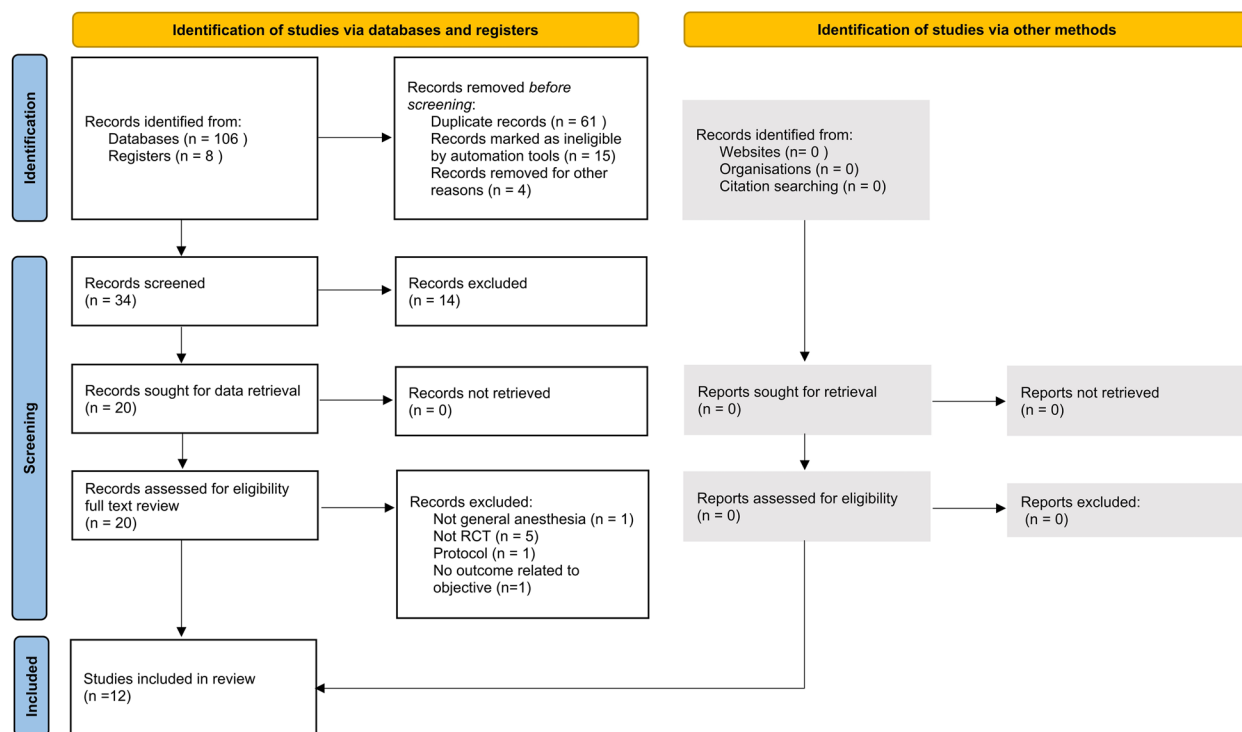 Identification of studies via databases and registers
Identification of studies via other methods
Identification
Records identified from:
Databases (n = 106 )
Registers (n = 8 )
Records removed before
screening:
Duplicate records (n = 61 )
Records marked as ineligible
by automation tools (n = 15)
Records removed for other
reasons (n = 4)
Records identified from:
Websites (n= 0 )
Organisations (n = 0)
Citation searching (n = 0)
Screening
Records screened
(n = 34)
Records excluded
(n = 14)
Records sought for data retrieval
(n = 20)
Records not retrieved
(n = 0)
Reports sought for retrieval
(n = 0)
Reports not retrieved
(n = 0)
Records assessed for eligibility
full text review
(n = 20)
Records excluded:
Not general anesthesia (n = 1)
Not RCT (n = 5)
Protocol (n = 1)
No outcome related to
objective (n=1)
Reports assessed for eligibility
(n = 0)
Reports excluded:
(n = 0)
Included
Studies included in review
(n =12)